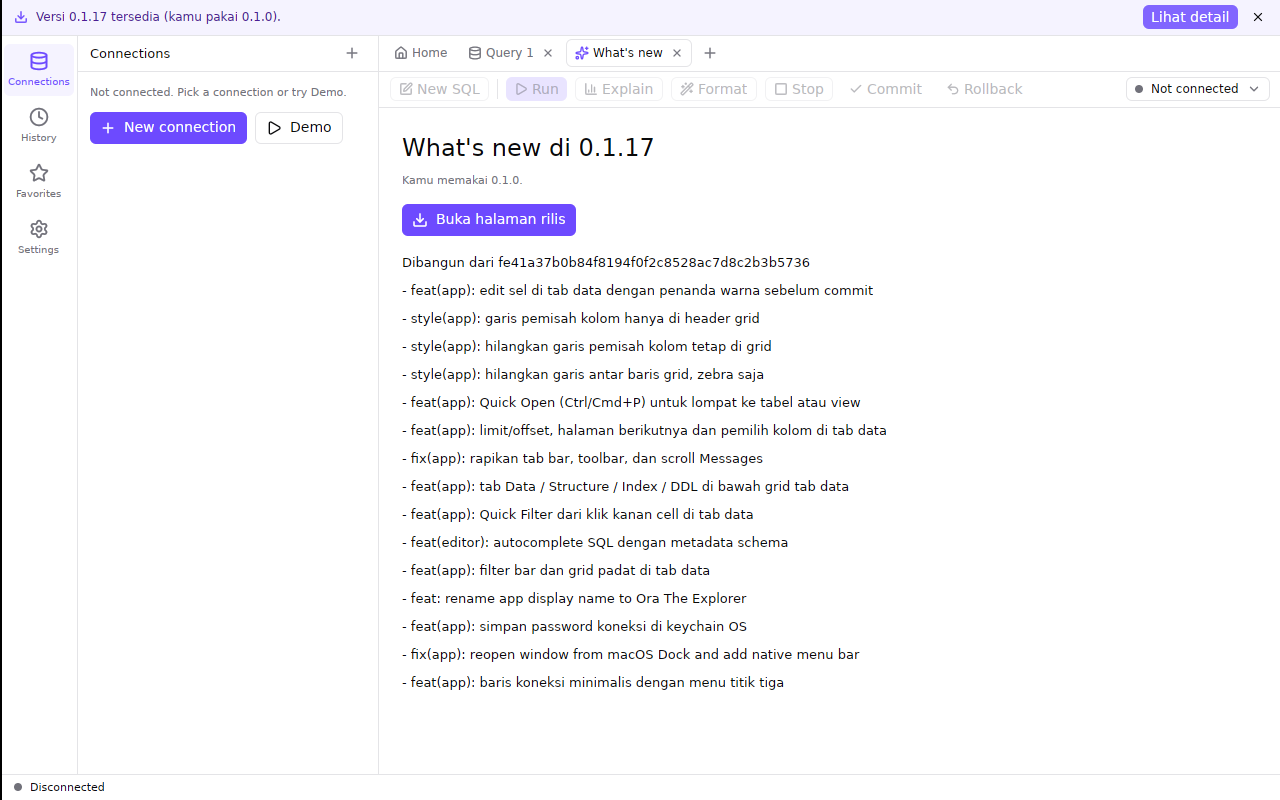 Versi 0.1.17 tersedia (kamu pakai 0.1.0).
Lihat detail
Connections
History
Favorites
Settings
Connections
Not connected. Pick a connection or try Demo.
New connection
Demo
Home
Query 1
What's new
New SQL
Run
Explain
Format
Stop
Commit
Rollback
Not connected
What's new di 0.1.17
Kamu memakai 0.1.0.
Buka halaman rilis
Dibangun dari fe41a37b0b84f8194f0f2c8528ac7d8c2b3b5736
- feat(app): edit sel di tab data dengan penanda warna sebelum commit
- style(app): garis pemisah kolom hanya di header grid
- style(app): hilangkan garis pemisah kolom tetap di grid
- style(app): hilangkan garis antar baris grid, zebra saja
- feat(app): Quick Open (Ctrl/Cmd+P) untuk lompat ke tabel atau view
- feat(app): limit/offset, halaman berikutnya dan pemilih kolom di tab data
- fix(app): rapikan tab bar, toolbar, dan scroll Messages
- feat(app): tab Data / Structure / Index / DDL di bawah grid tab data
- feat(app): Quick Filter dari klik kanan cell di tab data
- feat(editor): autocomplete SQL dengan metadata schema
- feat(app): filter bar dan grid padat di tab data
- feat: rename app display name to Ora The Explorer
- feat(app): simpan password koneksi di keychain OS
- fix(app): reopen window from macOS Dock and add native menu bar
- feat(app): baris koneksi minimalis dengan menu titik tiga
Disconnected